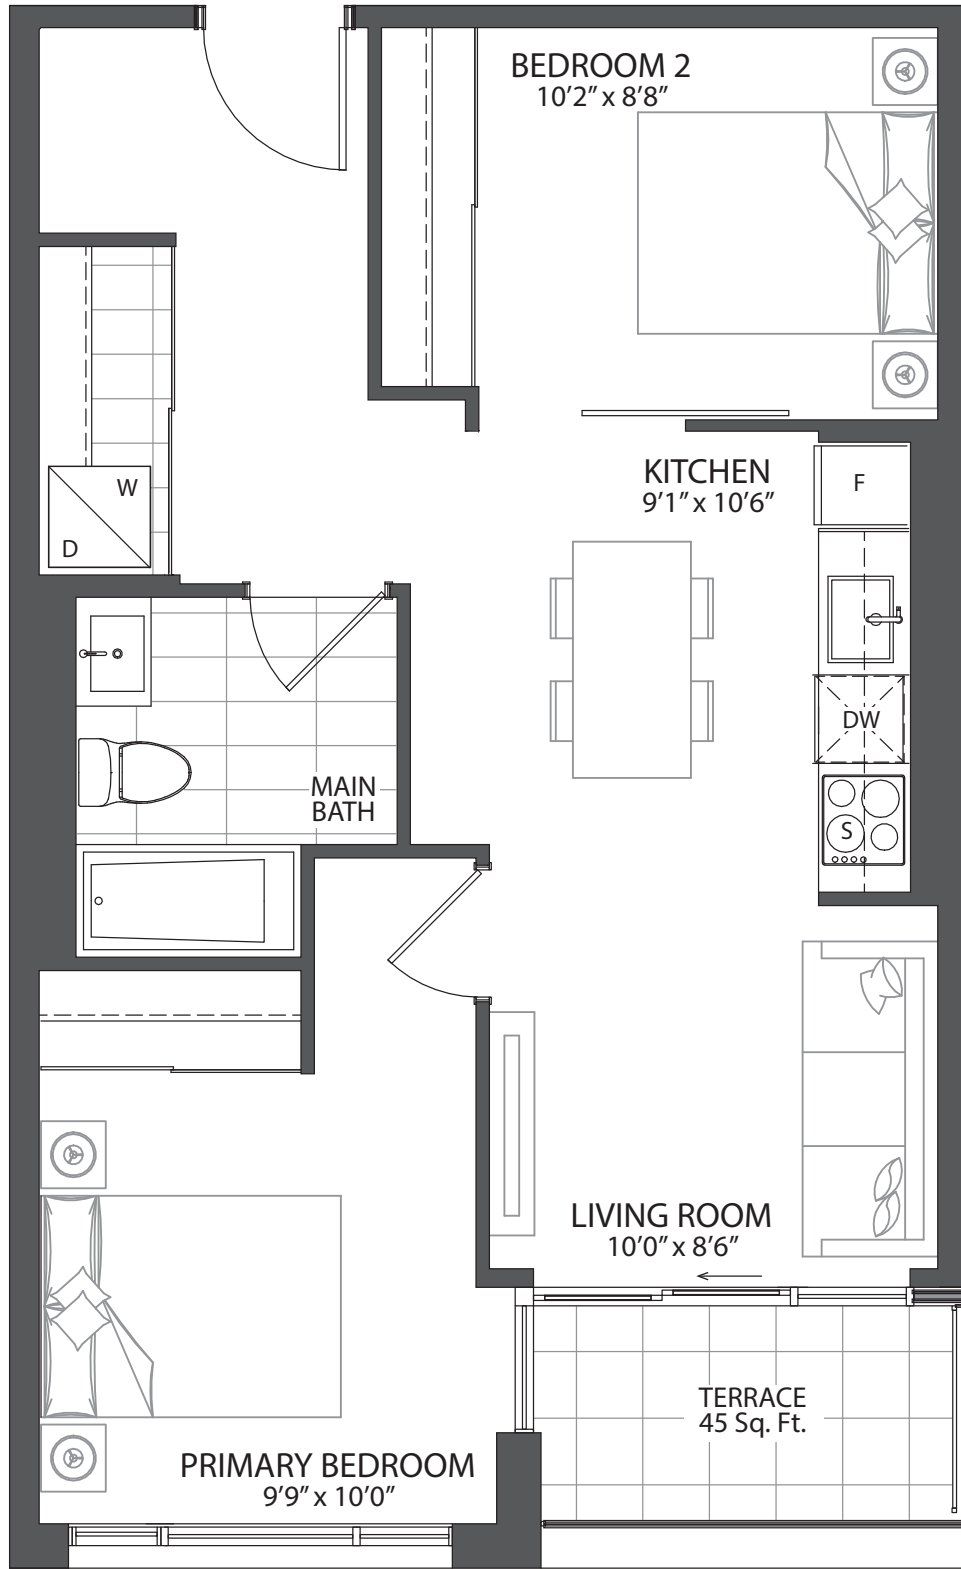 BEDROOM 2
10’2” x 8’8”
KITCHEN
9’1” x 10’6”
F
W
D
DW
MAIN
BATH
S
LIVING ROOM
10’0” x 8’6”
TERRACE
45 Sq. Ft.
PRIMARY BEDROOM
9’9” x 10’0”